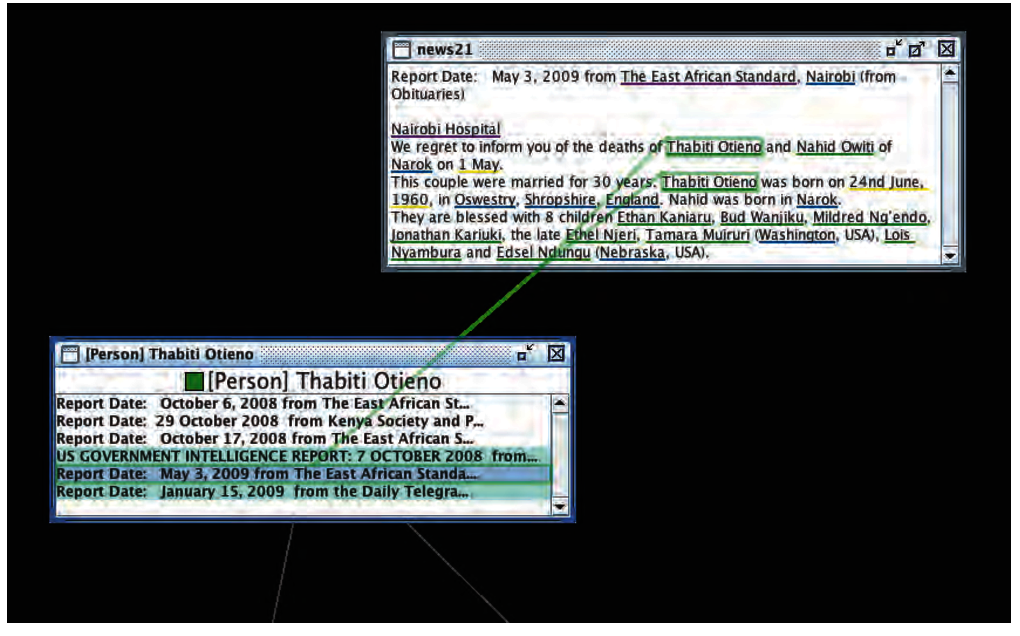 news21
Report Date:   May 3, 2009 from The East African Standard, Nairobi (from
Obituaries)
Nairobi Hospital
We regret to inform you of the deaths of Thabiti Otieno and Nahid Owiti of
Narok on 1 May.
This couple were married for 30 years. Thabiti Otieno was born on 24nd June,
1960, in Oswestry, Shropshire, England. Nahid was born in Narok.
They are blessed with 8 children Ethan Kaniaru, Bud Wanjiku, Mildred Ng'endo,
Jonathan Kariuki, the late Ethel Njeri, Tamara Muiruri (Washington, USA), Lois
Nyambura and Edsel Ndungu (Nebraska, USA).
[Person] Thabiti Otieno
[Person] Thabiti Otieno
Report Date:   October 6, 2008 from The East African St...
Report Date:  29 October 2008  from Kenya Society and P...
Report Date:   October 17, 2008 from The East African S...
US GOVERNMENT INTELLIGENCE REPORT: 7 OCTOBER 2008  from...
Report Date:   May 3, 2009 from The East African Standa...
Report Date:   January 15, 2009  from the Daily Telegra...